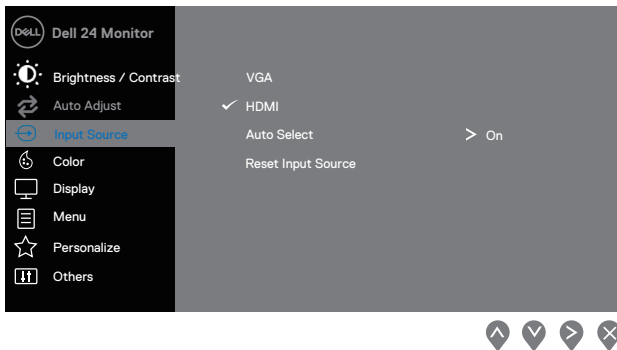 DELL Dell 24 Monitor
Brightness / Contrast
VGA
Auto Adjust
HDMI
Input Source
Auto Select
On
Color
Reset Input Source
Display
Menu
Personalize
Others